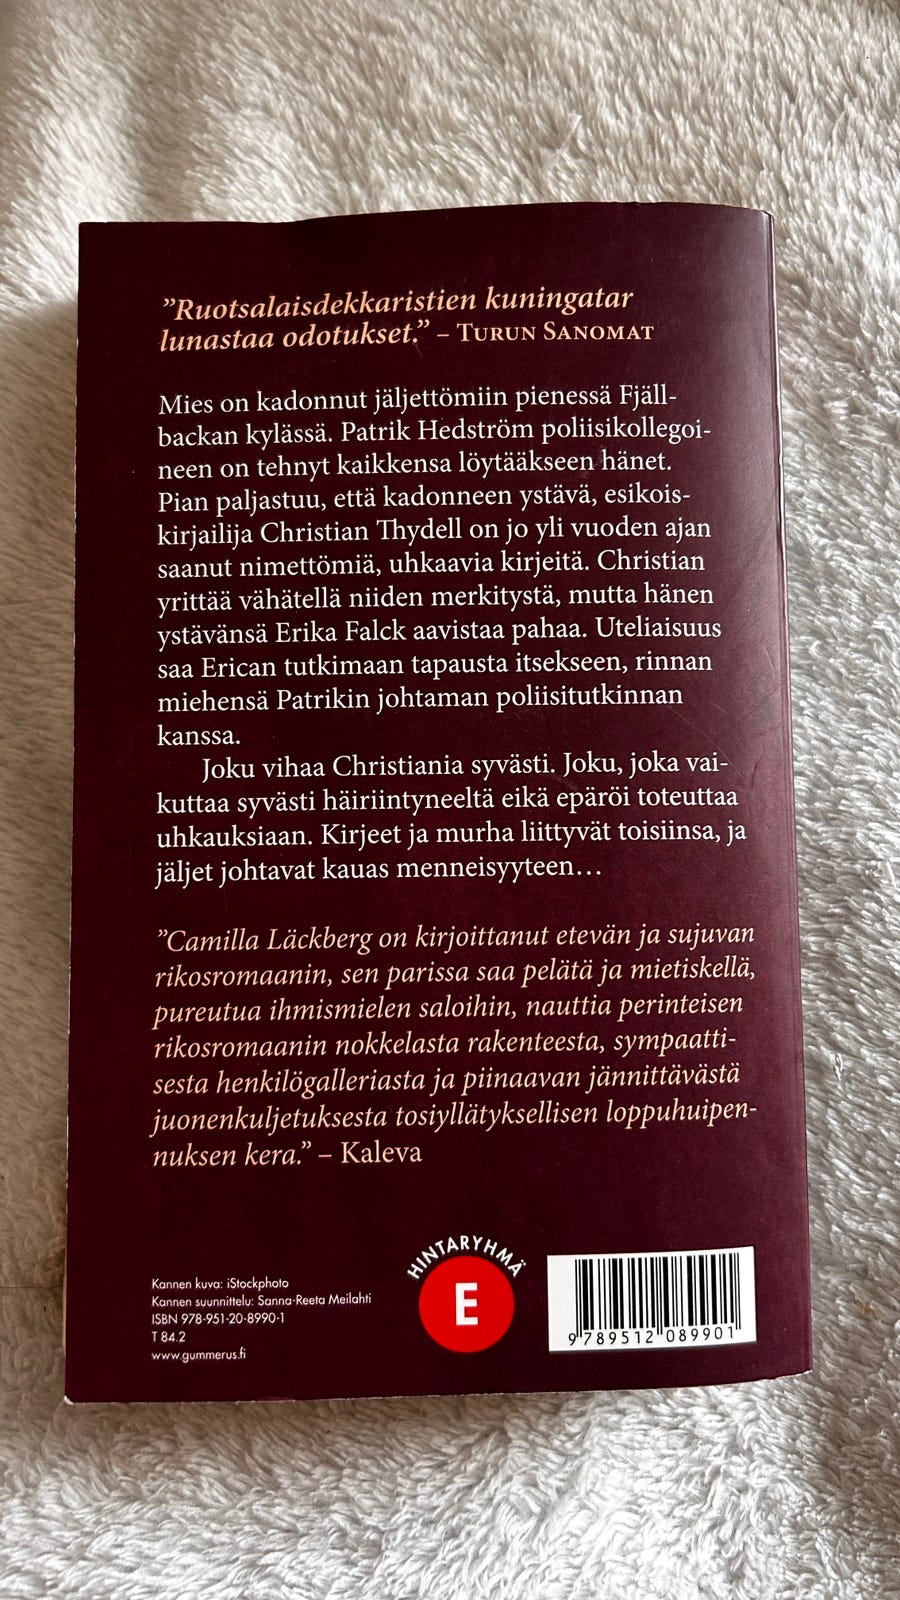 ”Ruotsalaisdekkaristien kuningatar
lunastaa odotukset.” – TURUN SANOMAT
Mies on kadonnut jäljettömiin pienessä Fjäll-
backan kylässä. Patrik Hedström poliisikollegoi-
neen on tehnyt kaikkensa löytääkseen hänet.
Pian paljastuu, että kadonneen ystävä, esikois-
kirjailija Christian Thydell on jo yli vuoden ajan
saanut nimettömiä, uhkaavia kirjeitä. Christian
yrittää vähätellä niiden merkitystä, mutta hänen
ystävänsä Erika Falck aavistaa pahaa. Uteliaisuus
saa Erican tutkimaan tapausta itsekseen, rinnan
miehensä Patrikin johtaman poliisitutkinnan
kanssa.
Joku vihaa Christiania syvästi. Joku, joka vai-
kuttaa syvästi häiriintyneeltä eikä epäröi toteuttaa
uhkauksiaan. Kirjeet ja murha liittyvät toisiinsa, ja
jäljet johtavat kauas menneisyyteen...
”Camilla Läckberg on kirjoittanut etevän ja sujuvan
rikosromaanin, sen parissa saa pelätä ja mietiskellä,
pureutua ihmismielen saloihin, nauttia perinteisen
rikosromaanin nokkelasta rakenteesta, sympaatti-
sesta henkilögalleriasta ja piinaavan jännittävästä
juonenkuljetuksesta tosiyllätyksellisen loppuhuipen-
nuksen kera.” – Kaleva
HINTARYHMÄ
E
Kannen kuva: iStockphoto
Kannen suunnittelu: Sanna-Reeta Meilahti
ISBN 978-951-20-8990-1
T 84.2
www.gummerus.fi
9 789512 089901